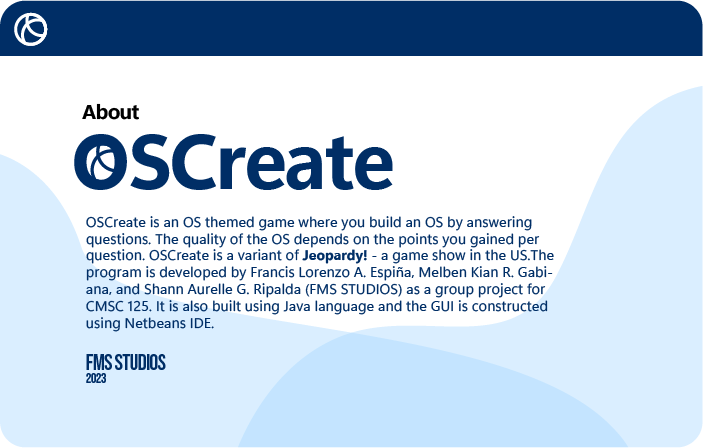 About
OSCreate
OSCreate is an OS themed game where you build an OS by answering
questions. The quality of the OS depends on the points you gained per
question. OSCreate is a variant of Jeopardy! - a game show in the US.The
program is developed by Francis Lorenzo A. Espiña, Melben Kian R. Gabi-
ana, and Shann Aurelle G. Ripalda (FMS STUDIOS) as a group project for
CMSC 125. It is also built using Java language and the GUI is constructed
using Netbeans IDE.
FMS STUDIOS
2023